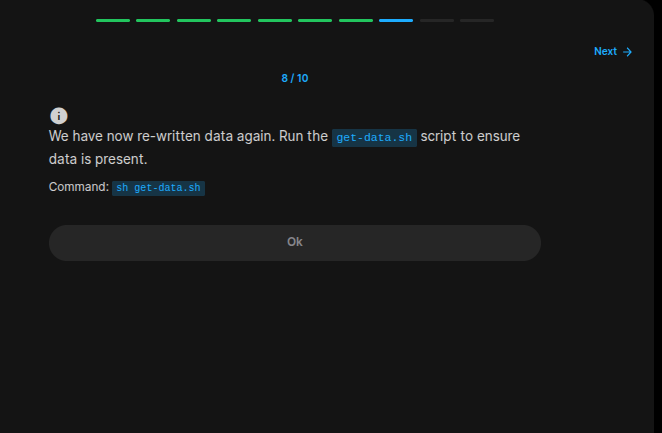 Next →
8 / 10
We have now re-written data again. Run the get-data.sh script to ensure
data is present.
Command: sh get-data.sh
Ok